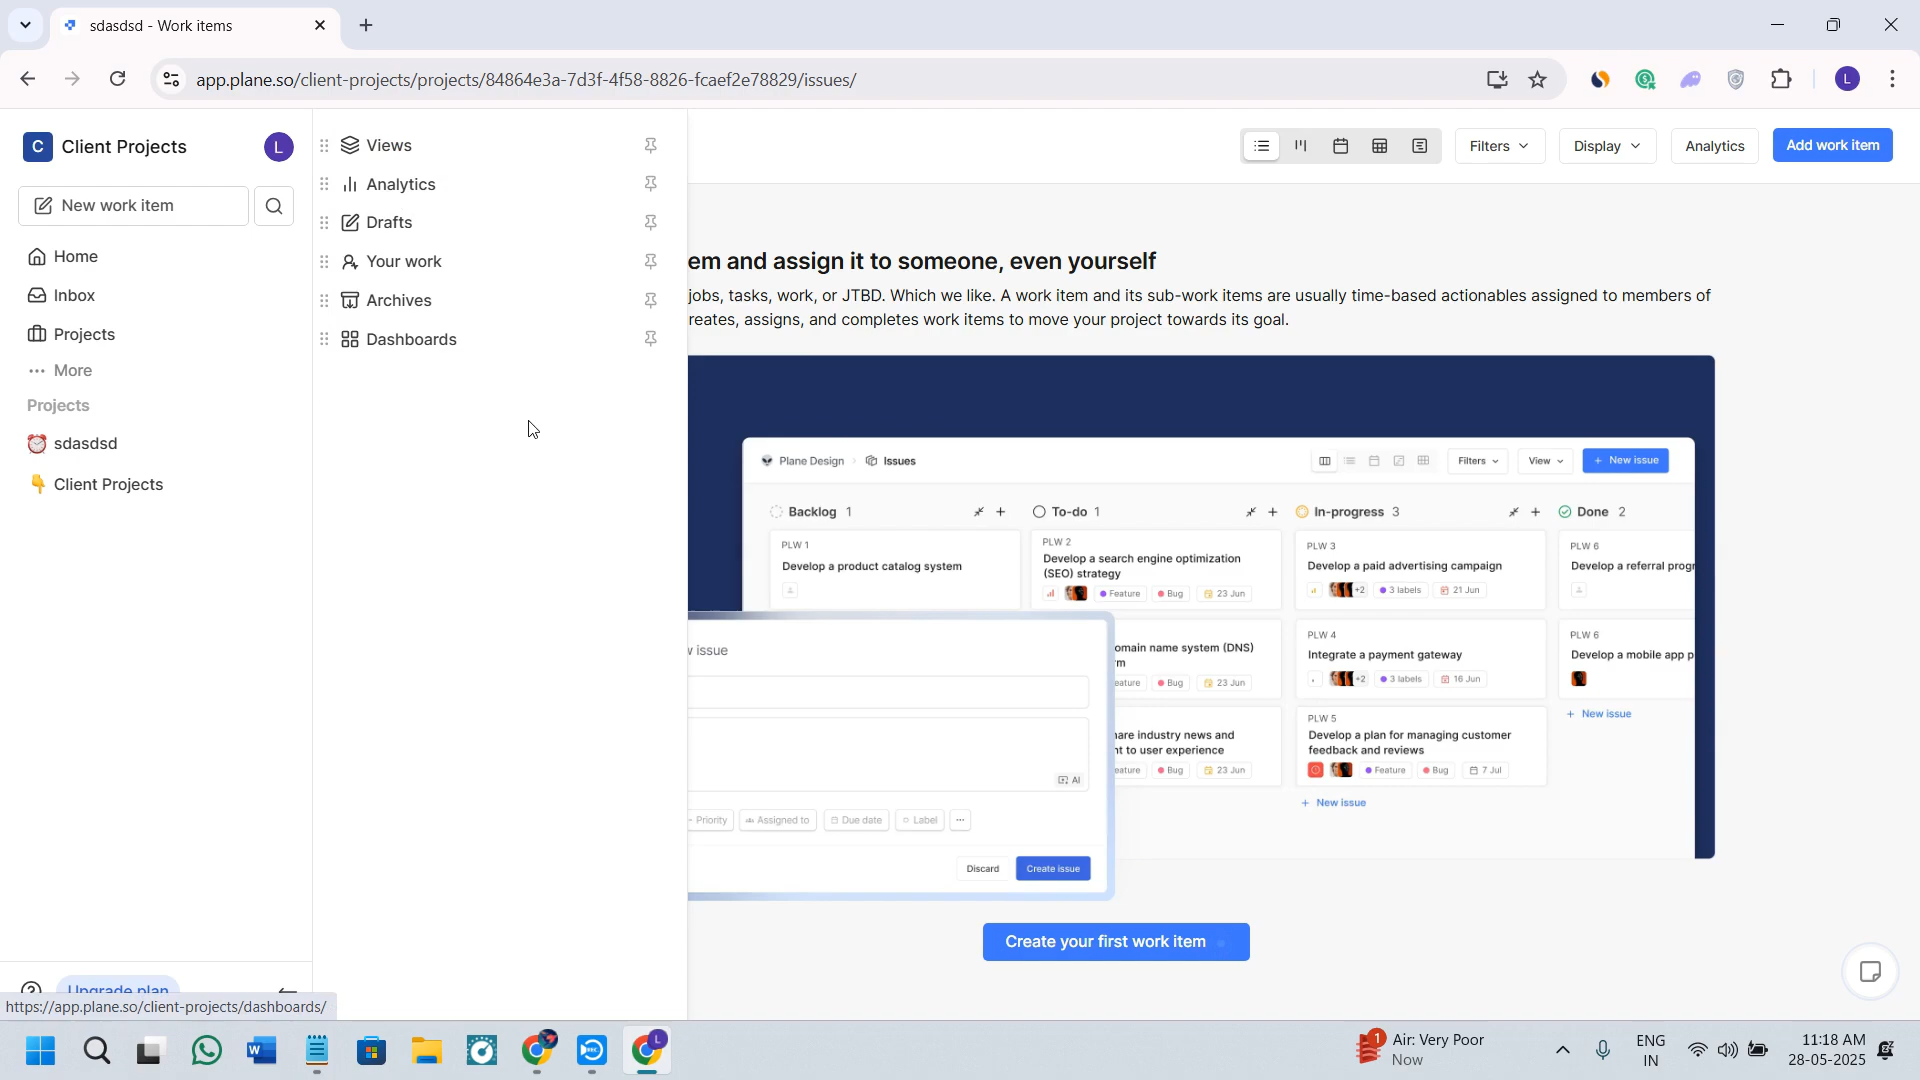 sdasdsd - Work items
app.plane.so/client-projects/projects/84864e3a-7d3f-4f58-8826-fcaef2e78829/issues/
L
C Client Projects
L
New work item
Home
Inbox
Projects
... More
Projects
sdasdsd
Client Projects
Upgrade plan
https://app.plane.so/client-projects/dashboards/
Views
Analytics
Drafts
Your work
Archives
Dashboards
Filters
Display
Analytics
Add work item
em and assign it to someone, even yourself
jobs, tasks, work, or JTBD. Which we like. A work item and its sub-work items are usually time-based actionables assigned to members of
reates, assigns, and completes work items to move your project towards its goal.
Plane Design
Issues
Filters
View
+ New issue
Backlog 1
PLW 1
Develop a product catalog system
To-do 1
PLW 2
Develop a search engine optimization
(SEO) strategy
Feature
Bug
23 Jun
omain name system (DNS)
rm
eature
Bug
23 Jun
are industry news and
nt to user experience
eature
Bug
23 Jun
In-progress 3
PLW 3
Develop a paid advertising campaign
+2
3 labels
21 Jun
PLW 4
Integrate a payment gateway
+2
3 labels
16 Jun
PLW 5
Develop a plan for managing customer
feedback and reviews
Feature
Bug
7 Jul
+ New issue
Done 2
PLW 6
Develop a referral progr
PLW 6
Develop a mobile app p
+ New issue
w issue
AI
Priority
Assigned to
Due date
Label
...
Discard
Create issue
Create your first work item
REC
L
1
Air: Very Poor
Now
ENG
IN
11:18 AM
28-05-2025